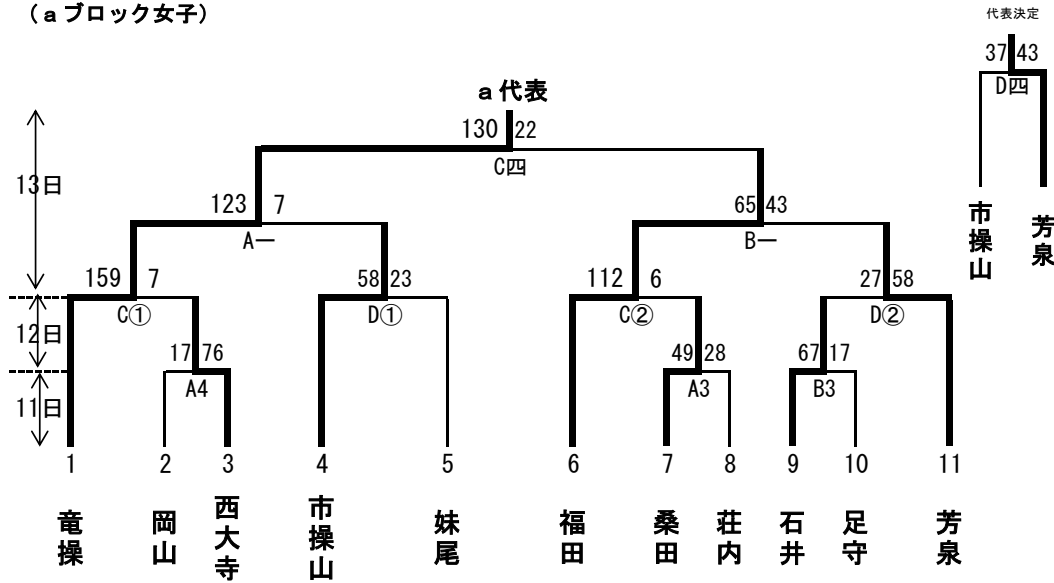 (aブロック女子)
代表決定
37 43
D四
市操山
芳泉
a代表
130 22
C四
13日
123 7
A一
65 43
B一
159 7
C①
58 23
D①
112 6
C②
27 58
D②
12日
17 76
A4
49 28
A3
67 17
B3
11日
1 2 3 4 5 6 7 8 9 10 11
竜操
岡山
西大寺
市操山
妹尾
福田
桑田
荘内
石井
足守
芳泉